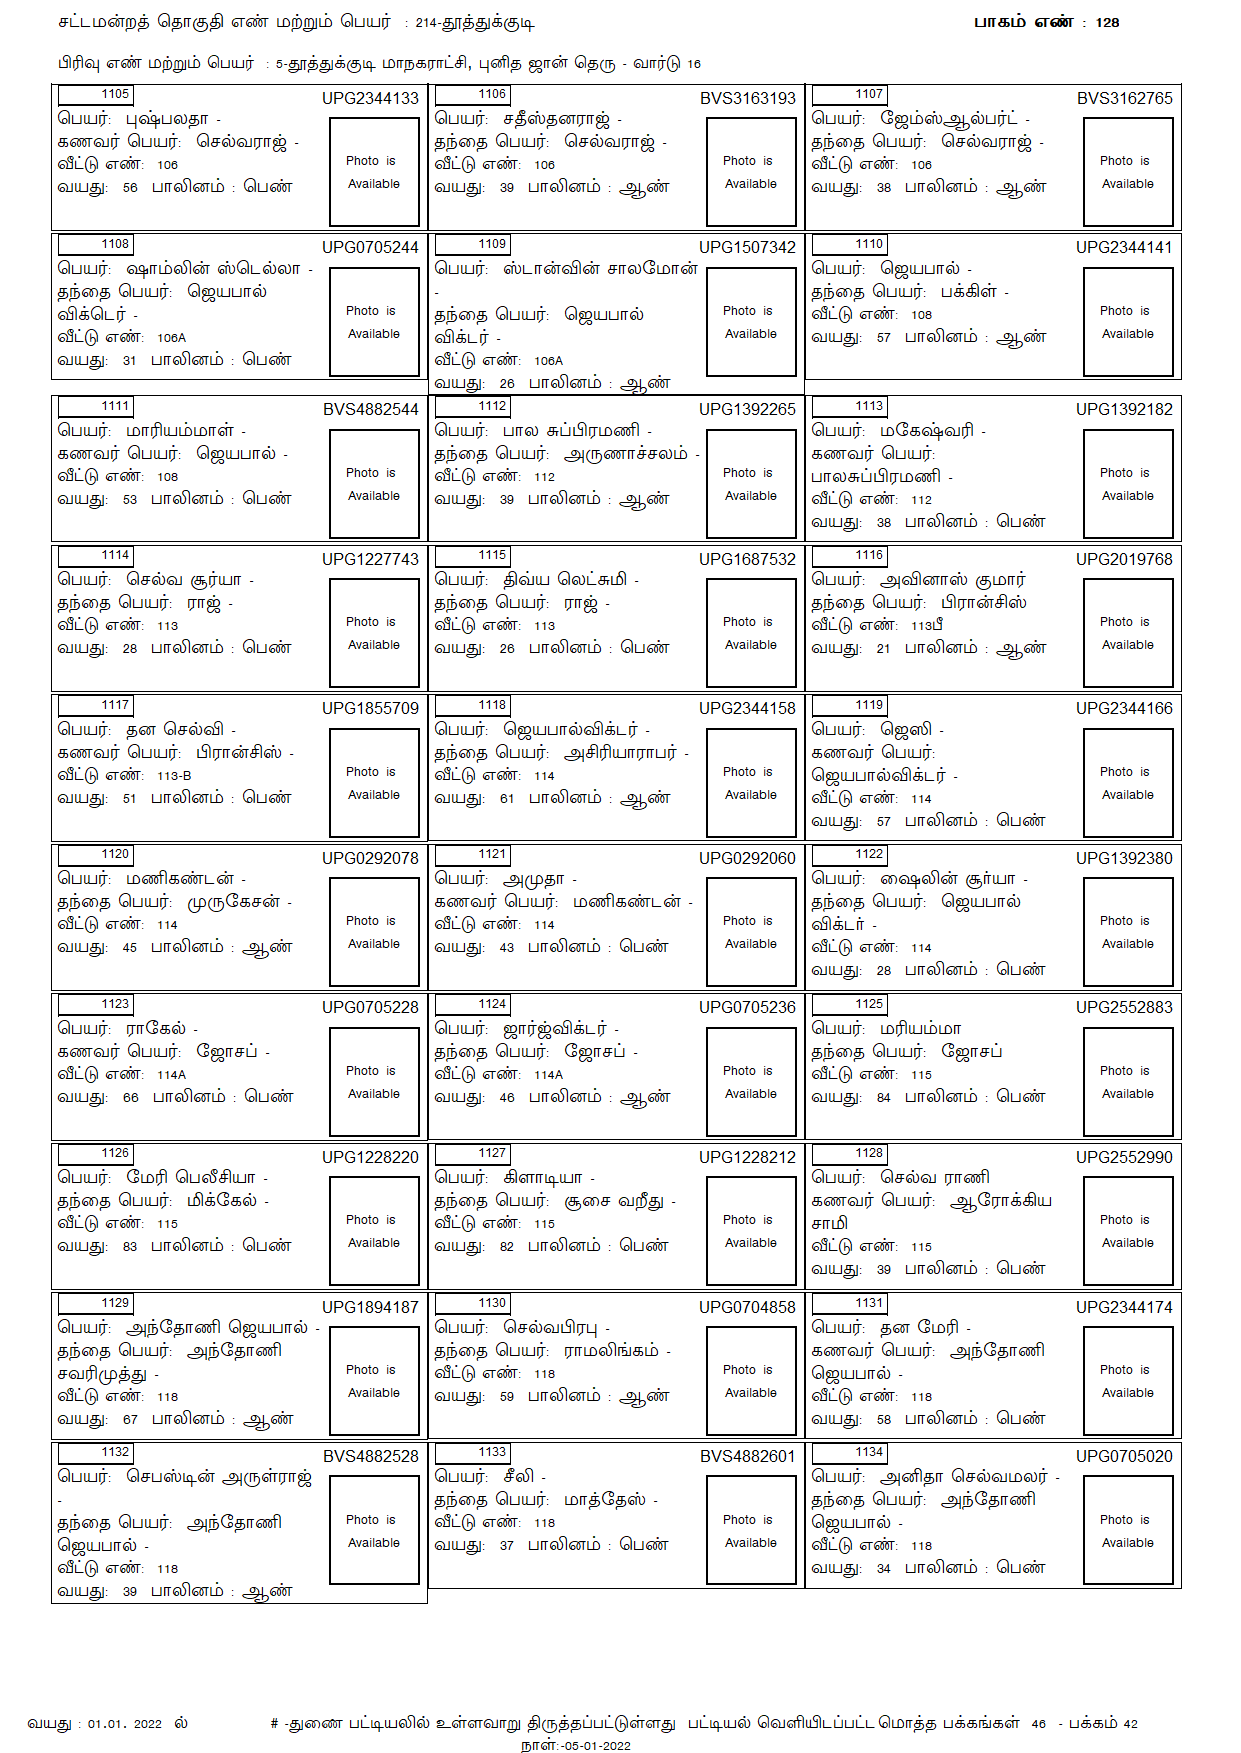 சட்டமன்றத் தொகுதி எண் மற்றும் பெயர் : 214-தூத்துக்குடி பாகம் எண் : 128
பிரிவு எண் மற்றும் பெயர் : 5-தூத்துக்குடி மாநகராட்சி, புனித ஜான் தெரு - வார்டு 16
1105 UPG2344133
பெயர்: புஷ்பலதா -
கணவர் பெயர்: செல்வராஜ் -
வீட்டு எண்: 106
வயது: 56 பாலினம் : பெண்
Photo is
Available
1106 BVS3163193
பெயர்: சதீஸ்தனராஜ் -
தந்தை பெயர்: செல்வராஜ் -
வீட்டு எண்: 106
வயது: 39 பாலினம் : ஆண்
Photo is
Available
1107 BVS3162765
பெயர்: ஜேம்ஸ்ஆல்பர்ட் -
தந்தை பெயர்: செல்வராஜ் -
வீட்டு எண்: 106
வயது: 38 பாலினம் : ஆண்
Photo is
Available
1108 UPG0705244
பெயர்: ஷாம்லின் ஸ்டெல்லா -
தந்தை பெயர்: ஜெயபால்
விக்டெர் -
வீட்டு எண்: 106A
வயது: 31 பாலினம் : பெண்
Photo is
Available
1109 UPG1507342
பெயர்: ஸ்டான்வின் சாலமோன்
-
தந்தை பெயர்: ஜெயபால்
விக்டர் -
வீட்டு எண்: 106A
வயது: 26 பாலினம் : ஆண்
Photo is
Available
1110 UPG2344141
பெயர்: ஜெயபால் -
தந்தை பெயர்: பக்கிள் -
வீட்டு எண்: 108
வயது: 57 பாலினம் : ஆண்
Photo is
Available
1111 BVS4882544
பெயர்: மாரியம்மாள் -
கணவர் பெயர்: ஜெயபால் -
வீட்டு எண்: 108
வயது: 53 பாலினம் : பெண்
Photo is
Available
1112 UPG1392265
பெயர்: பால சுப்பிரமணி -
தந்தை பெயர்: அருணாச்சலம் -
வீட்டு எண்: 112
வயது: 39 பாலினம் : ஆண்
Photo is
Available
1113 UPG1392182
பெயர்: மகேஷ்வரி -
கணவர் பெயர்:
பாலசுப்பிரமணி -
வீட்டு எண்: 112
வயது: 38 பாலினம் : பெண்
Photo is
Available
1114 UPG1227743
பெயர்: செல்வ சூர்யா -
தந்தை பெயர்: ராஜ் -
வீட்டு எண்: 113
வயது: 28 பாலினம் : பெண்
Photo is
Available
1115 UPG1687532
பெயர்: திவ்ய லெட்சுமி -
தந்தை பெயர்: ராஜ் -
வீட்டு எண்: 113
வயது: 26 பாலினம் : பெண்
Photo is
Available
1116 UPG2019768
பெயர்: அவினாஸ் குமார்
தந்தை பெயர்: பிரான்சிஸ்
வீட்டு எண்: 113பீ
வயது: 21 பாலினம் : ஆண்
Photo is
Available
1117 UPG1855709
பெயர்: தன செல்வி -
கணவர் பெயர்: பிரான்சிஸ் -
வீட்டு எண்: 113-B
வயது: 51 பாலினம் : பெண்
Photo is
Available
1118 UPG2344158
பெயர்: ஜெயபால்விக்டர் -
தந்தை பெயர்: அசிரியாராபர் -
வீட்டு எண்: 114
வயது: 61 பாலினம் : ஆண்
Photo is
Available
1119 UPG2344166
பெயர்: ஜெஸி -
கணவர் பெயர்:
ஜெயபால்விக்டர் -
வீட்டு எண்: 114
வயது: 57 பாலினம் : பெண்
Photo is
Available
1120 UPG0292078
பெயர்: மணிகண்டன் -
தந்தை பெயர்: முருகேசன் -
வீட்டு எண்: 114
வயது: 45 பாலினம் : ஆண்
Photo is
Available
1121 UPG0292060
பெயர்: அமுதா -
கணவர் பெயர்: மணிகண்டன் -
வீட்டு எண்: 114
வயது: 43 பாலினம் : பெண்
Photo is
Available
1122 UPG1392380
பெயர்: ஷைலின் சூர்யா -
தந்தை பெயர்: ஜெயபால்
விக்டர் -
வீட்டு எண்: 114
வயது: 28 பாலினம் : பெண்
Photo is
Available
1123 UPG0705228
பெயர்: ராகேல் -
கணவர் பெயர்: ஜோசப் -
வீட்டு எண்: 114A
வயது: 66 பாலினம் : பெண்
Photo is
Available
1124 UPG0705236
பெயர்: ஜார்ஜ்விக்டர் -
தந்தை பெயர்: ஜோசப் -
வீட்டு எண்: 114A
வயது: 46 பாலினம் : ஆண்
Photo is
Available
1125 UPG2552883
பெயர்: மரியம்மா
தந்தை பெயர்: ஜோசப்
வீட்டு எண்: 115
வயது: 84 பாலினம் : பெண்
Photo is
Available
1126 UPG1228220
பெயர்: மேரி பெலீசியா -
தந்தை பெயர்: மிக்கேல் -
வீட்டு எண்: 115
வயது: 83 பாலினம் : பெண்
Photo is
Available
1127 UPG1228212
பெயர்: கிளாடியா -
தந்தை பெயர்: சூசை வறீது -
வீட்டு எண்: 115
வயது: 82 பாலினம் : பெண்
Photo is
Available
1128 UPG2552990
பெயர்: செல்வ ராணி
கணவர் பெயர்: ஆரோக்கிய
சாமி
வீட்டு எண்: 115
வயது: 39 பாலினம் : பெண்
Photo is
Available
1129 UPG1894187
பெயர்: அந்தோணி ஜெயபால் -
தந்தை பெயர்: அந்தோணி
சவரிமுத்து -
வீட்டு எண்: 118
வயது: 67 பாலினம் : ஆண்
Photo is
Available
1130 UPG0704858
பெயர்: செல்வபிரபு -
தந்தை பெயர்: ராமலிங்கம் -
வீட்டு எண்: 118
வயது: 59 பாலினம் : ஆண்
Photo is
Available
1131 UPG2344174
பெயர்: தன மேரி -
கணவர் பெயர்: அந்தோணி
ஜெயபால் -
வீட்டு எண்: 118
வயது: 58 பாலினம் : பெண்
Photo is
Available
1132 BVS4882528
பெயர்: செபஸ்டின் அருள்ராஜ்
-
தந்தை பெயர்: அந்தோணி
ஜெயபால் -
வீட்டு எண்: 118
வயது: 39 பாலினம் : ஆண்
Photo is
Available
1133 BVS4882601
பெயர்: சீலி -
தந்தை பெயர்: மாத்தேஸ் -
வீட்டு எண்: 118
வயது: 37 பாலினம் : பெண்
Photo is
Available
1134 UPG0705020
பெயர்: அனிதா செல்வமலர் -
தந்தை பெயர்: அந்தோணி
ஜெயபால் -
வீட்டு எண்: 118
வயது: 34 பாலினம் : பெண்
Photo is
Available
வயது : 01.01. 2022 ல் # -துணை பட்டியலில் உள்ளவாறு திருத்தப்பட்டுள்ளது பட்டியல் வெளியிடப்பட்ட மொத்த பக்கங்கள் 46 - பக்கம் 42
நாள்:-05-01-2022